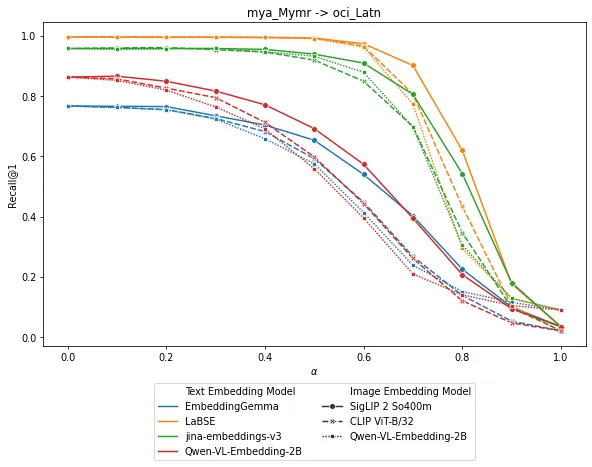 mya_Mymr -> oci_Latn
Recall@1
1.0
0.8
0.6
0.4
0.2
0.0
0.0 0.2 0.4 0.6 0.8 1.0
α
Text Embedding Model Image Embedding Model
EmbeddingGemma SigLIP 2 So400m
LaBSE CLIP ViT-B/32
jina-embeddings-v3 Qwen-VL-Embedding-2B
Qwen-VL-Embedding-2B